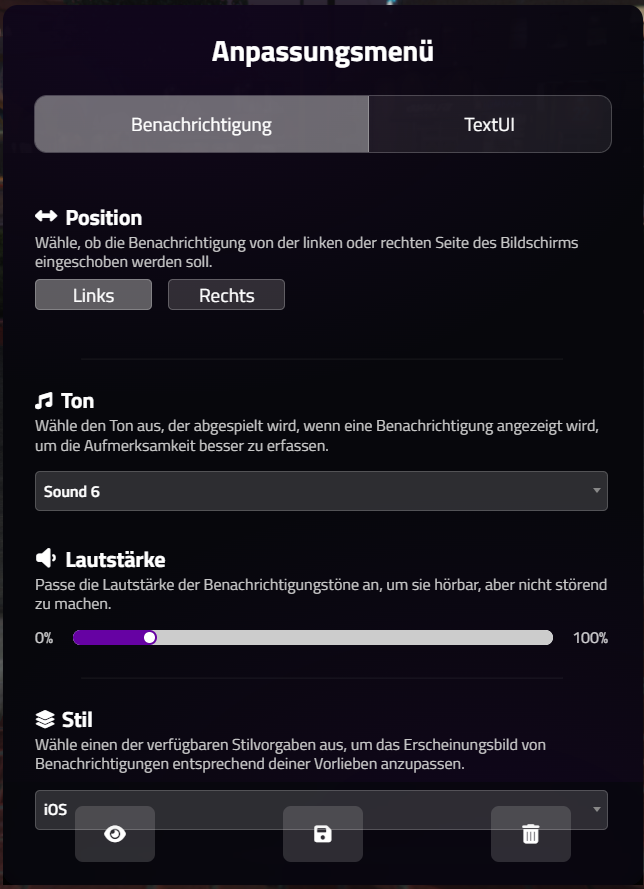 Anpassungsmenü
Benachrichtigung
TextUI
Position
Wähle, ob die Benachrichtigung von der linken oder rechten Seite des Bildschirms
eingeschoben werden soll.
Links
Rechts
Ton
Wähle den Ton aus, der abgespielt wird, wenn eine Benachrichtigung angezeigt wird,
um die Aufmerksamkeit besser zu erfassen.
Sound 6
Lautstärke
Passe die Lautstärke der Benachrichtigungstöne an, um sie hörbar, aber nicht störend
zu machen.
0%
100%
Stil
Wähle einen der verfügbaren Stilvorgaben aus, um das Erscheinungsbild von
Benachrichtigungen entsprechend deiner Vorlieben anzupassen.
iOS